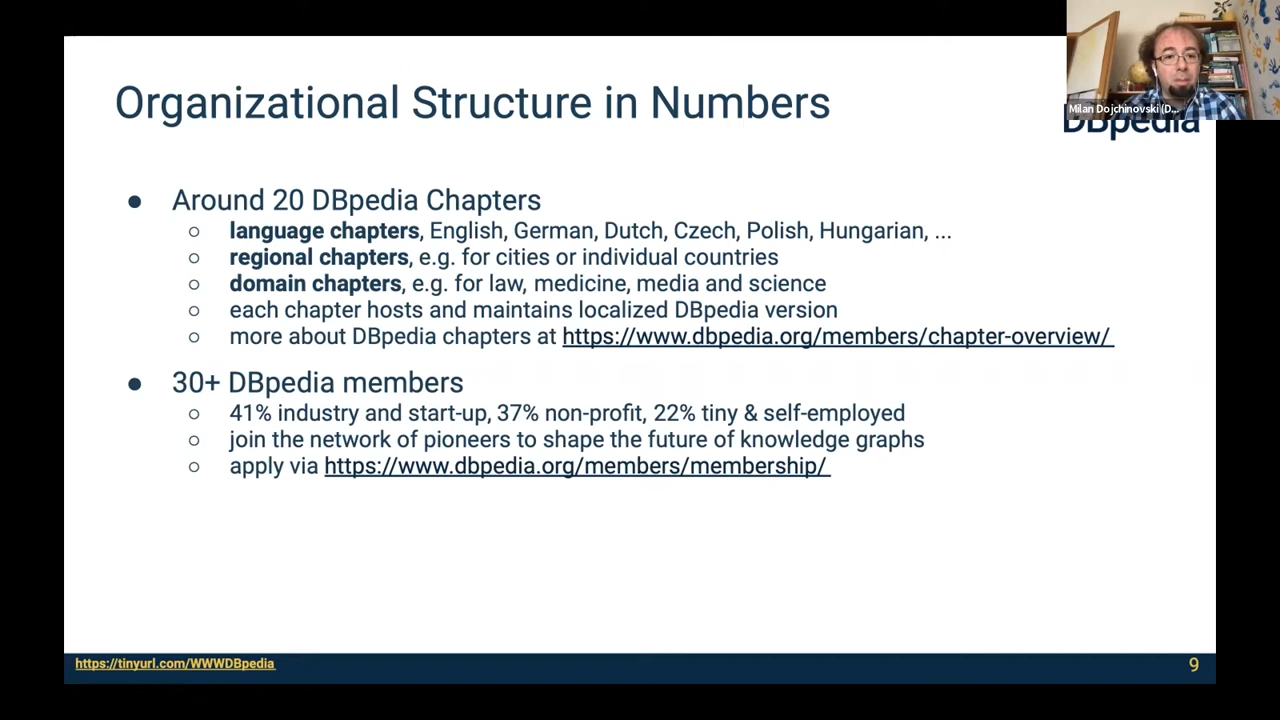 Organizational Structure in Numbers
Milan Dojchinovski (D...
DBpedia
● Around 20 DBpedia Chapters
○ language chapters, English, German, Dutch, Czech, Polish, Hungarian, ...
○ regional chapters, e.g. for cities or individual countries
○ domain chapters, e.g. for law, medicine, media and science
○ each chapter hosts and maintains localized DBpedia version
○ more about DBpedia chapters at https://www.dbpedia.org/members/chapter-overview/
● 30+ DBpedia members
○ 41% industry and start-up, 37% non-profit, 22% tiny & self-employed
○ join the network of pioneers to shape the future of knowledge graphs
○ apply via https://www.dbpedia.org/members/membership/
https://tinyurl.com/WWWDBpedia
9